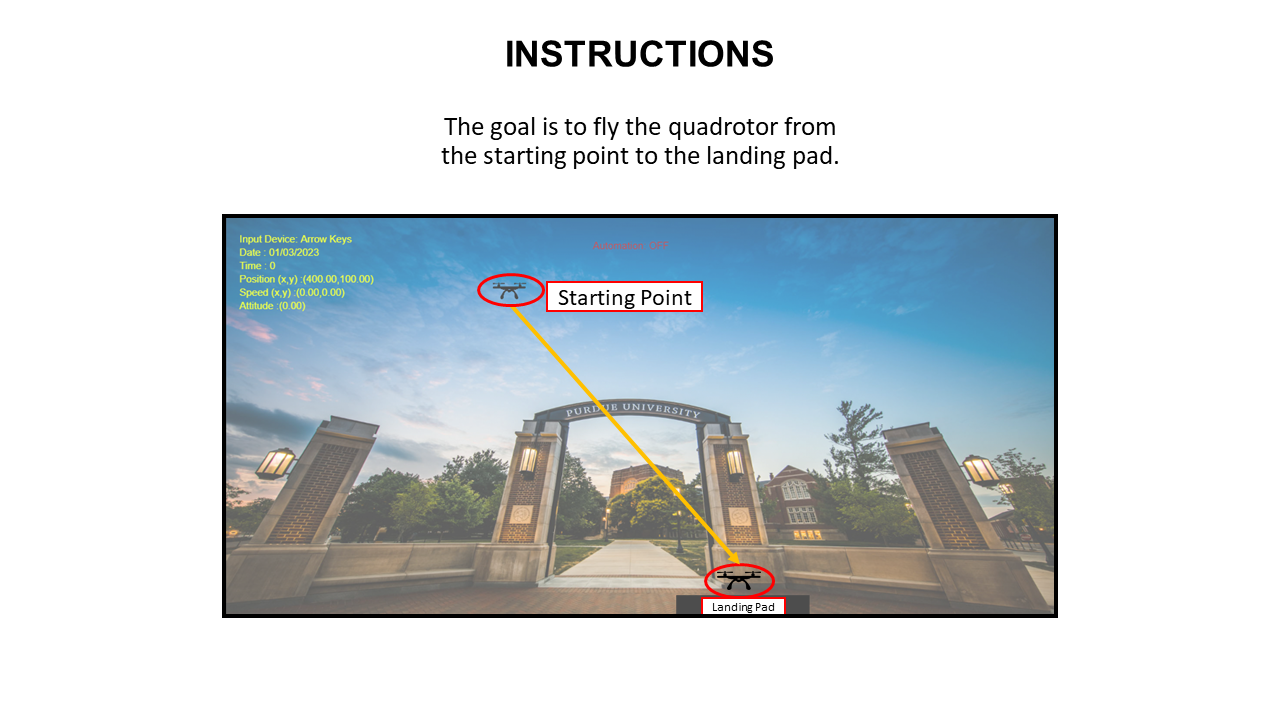 INSTRUCTIONS
The goal is to fly the quadrotor from
the starting point to the landing pad.
Input Device: Arrow Keys
Date : 01/03/2023
Time : 0
Position (x,y) :(400.00,100.00)
Speed (x,y) :(0.00,0.00)
Attitude :(0.00)
Automation: OFF
Starting Point
PURDUE UNIVERSITY
Landing Pad